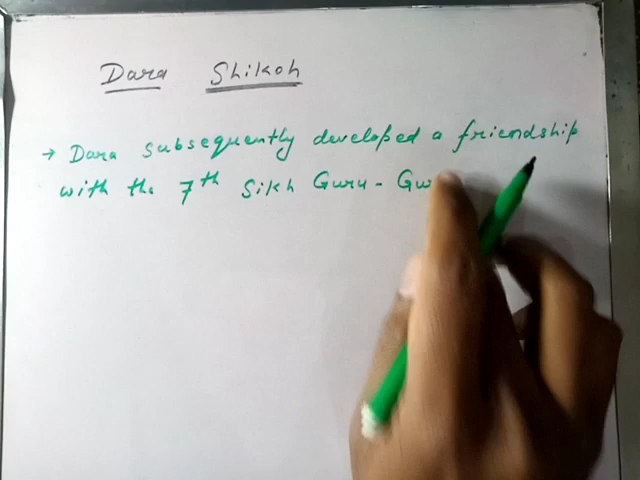 Dara Shikoh
→ Dara subsequently developed a friendship
with the 7th Sikh Guru - Gu